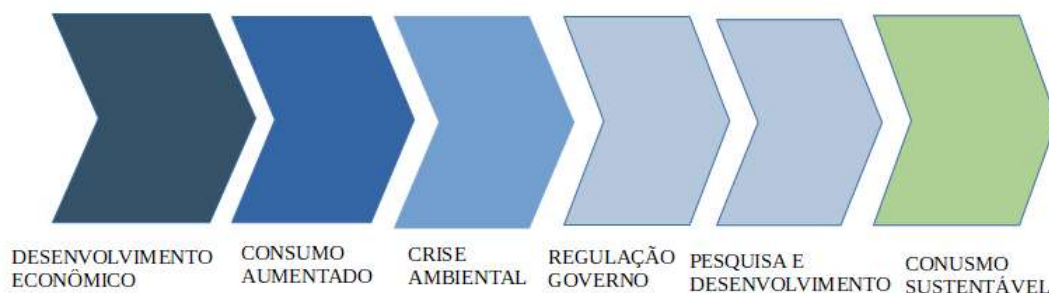 DESENVOLVIMENTO
ECONÔMICO
CONSUMO
AUMENTADO
CRISE
AMBIENTAL
REGULAÇÃO
GOVERNO
PESQUISA E
DESENVOLVIMENTO
CONUSMO
SUSTENTÁVEL